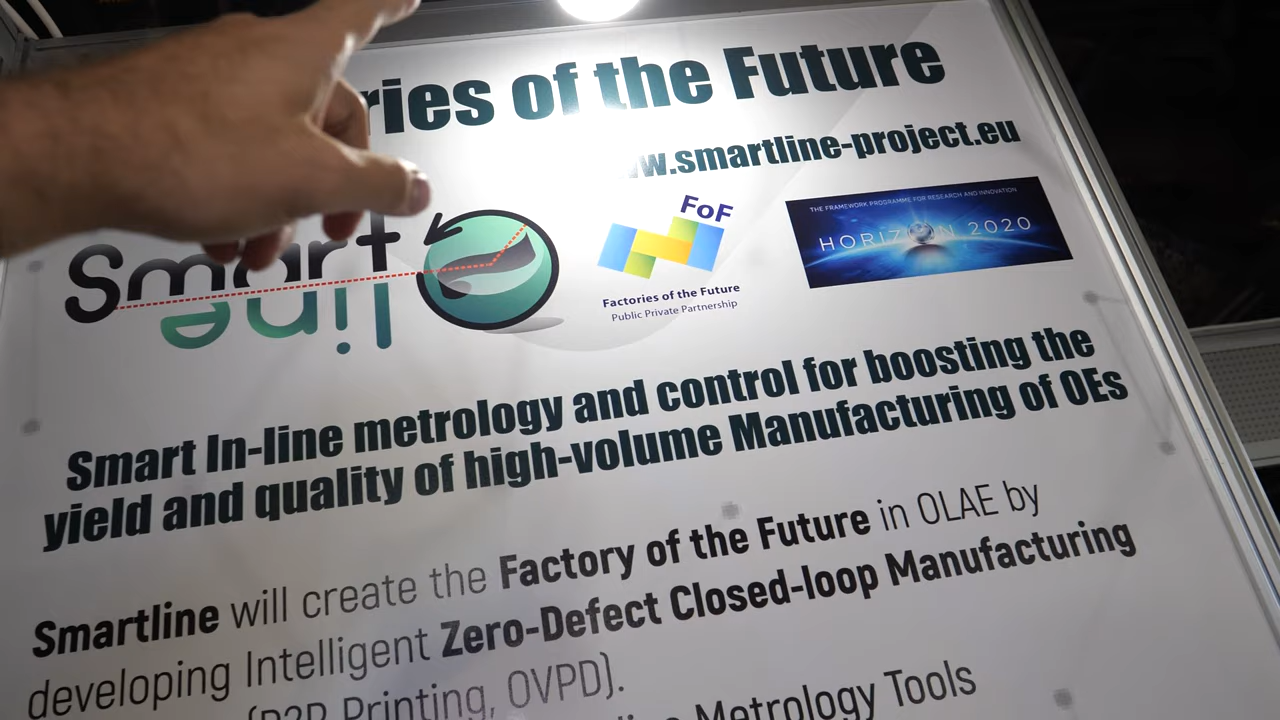 ries of the Future
w.smartline-project.eu
Smart
line
FoF
Factories of the Future
Public Private Partnership
THE FRAMEWORK PROGRAMME FOR RESEARCH AND INNOVATION
HORIZON 2020
Smart In-line metrology and control for boosting the
yield and quality of high-volume Manufacturing of OEs
Smartline will create the Factory of the Future in OLAE by
developing Intelligent Zero-Defect Closed-loop Manufacturing
(R2R Printing, OVPD).
Metrology Tools